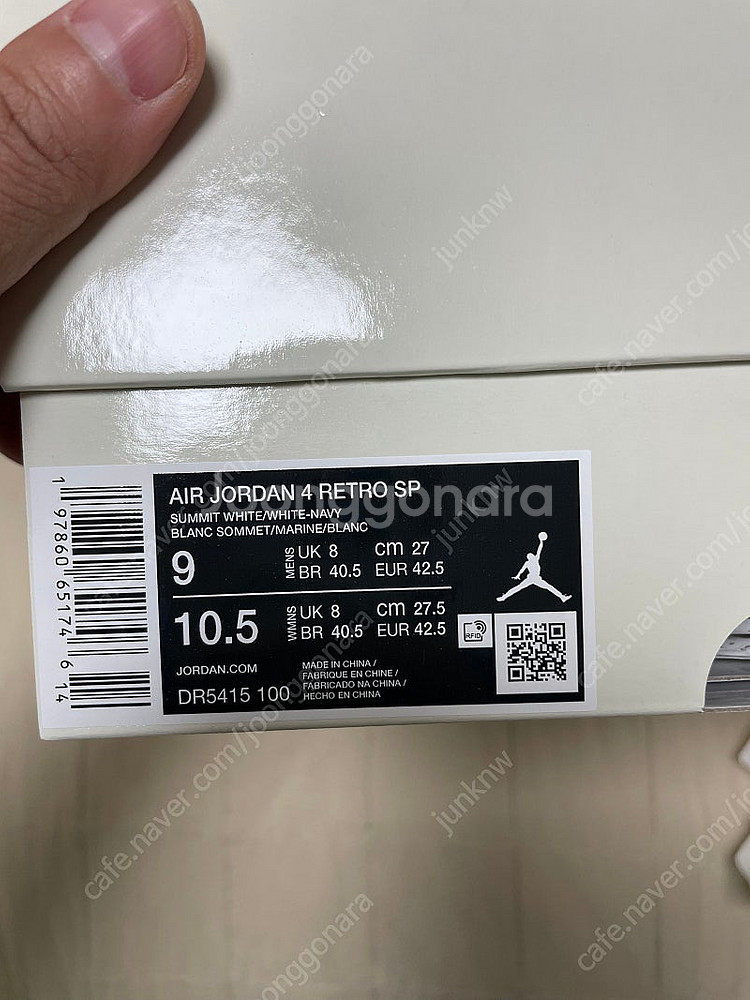 AIR JORDAN 4 RETRO SP
SUMMIT WHITE/WHITE-NAVY
BLANC SOMMET/MARINE/BLANC
9 MENS UK 8 cm 27
BR 40.5 EUR 42.5
10.5 WMNS UK 8 cm 27.5
BR 40.5 EUR 42.5
RFID
JORDAN.COM
DR5415 100
MADE IN CHINA /
FABRIQUE EN CHINE /
FABRICADO NA CHINA /
HECHO EN CHINA
1 97860 65174 6 14
joonggonara
cafe.naver.com/joonggonara
junknw